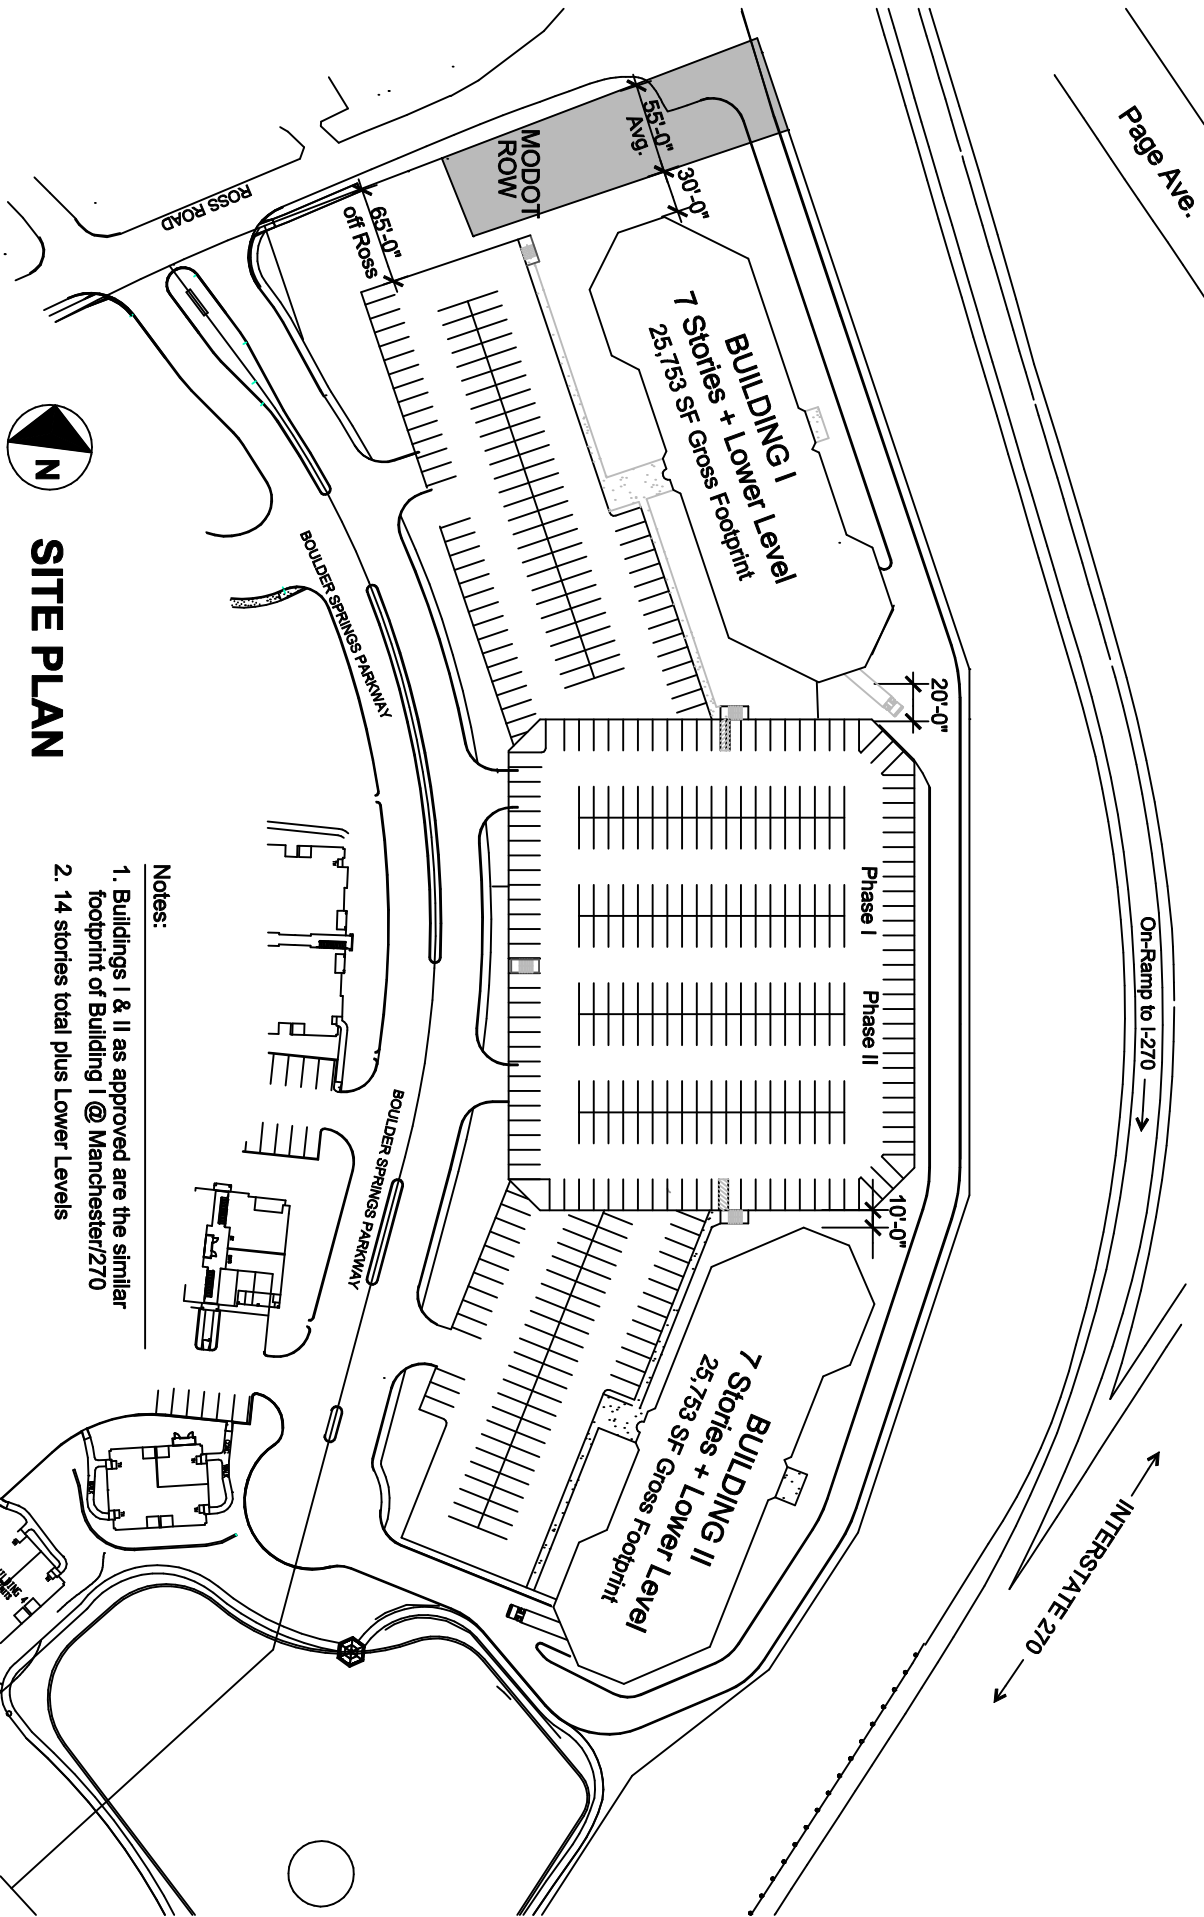 Page Ave.
On-Ramp to I-270
INTERSTATE 270
55'-0"
Avg.
30'-0"
MODOT
ROW
65'-0"
off Ross
ROSS ROAD
BUILDING I
7 Stories + Lower Level
25,753 SF Gross Footprint
20'-0"
Phase I
Phase II
10'-0"
BUILDING II
7 Stories + Lower Level
25,753 SF Gross Footprint
BOULDER SPRINGS PARKWAY
BOULDER SPRINGS PARKWAY
N
SITE PLAN
Notes:
1. Buildings I & II as approved are the similar
footprint of Building I @ Manchester/270
2. 14 stories total plus Lower Levels